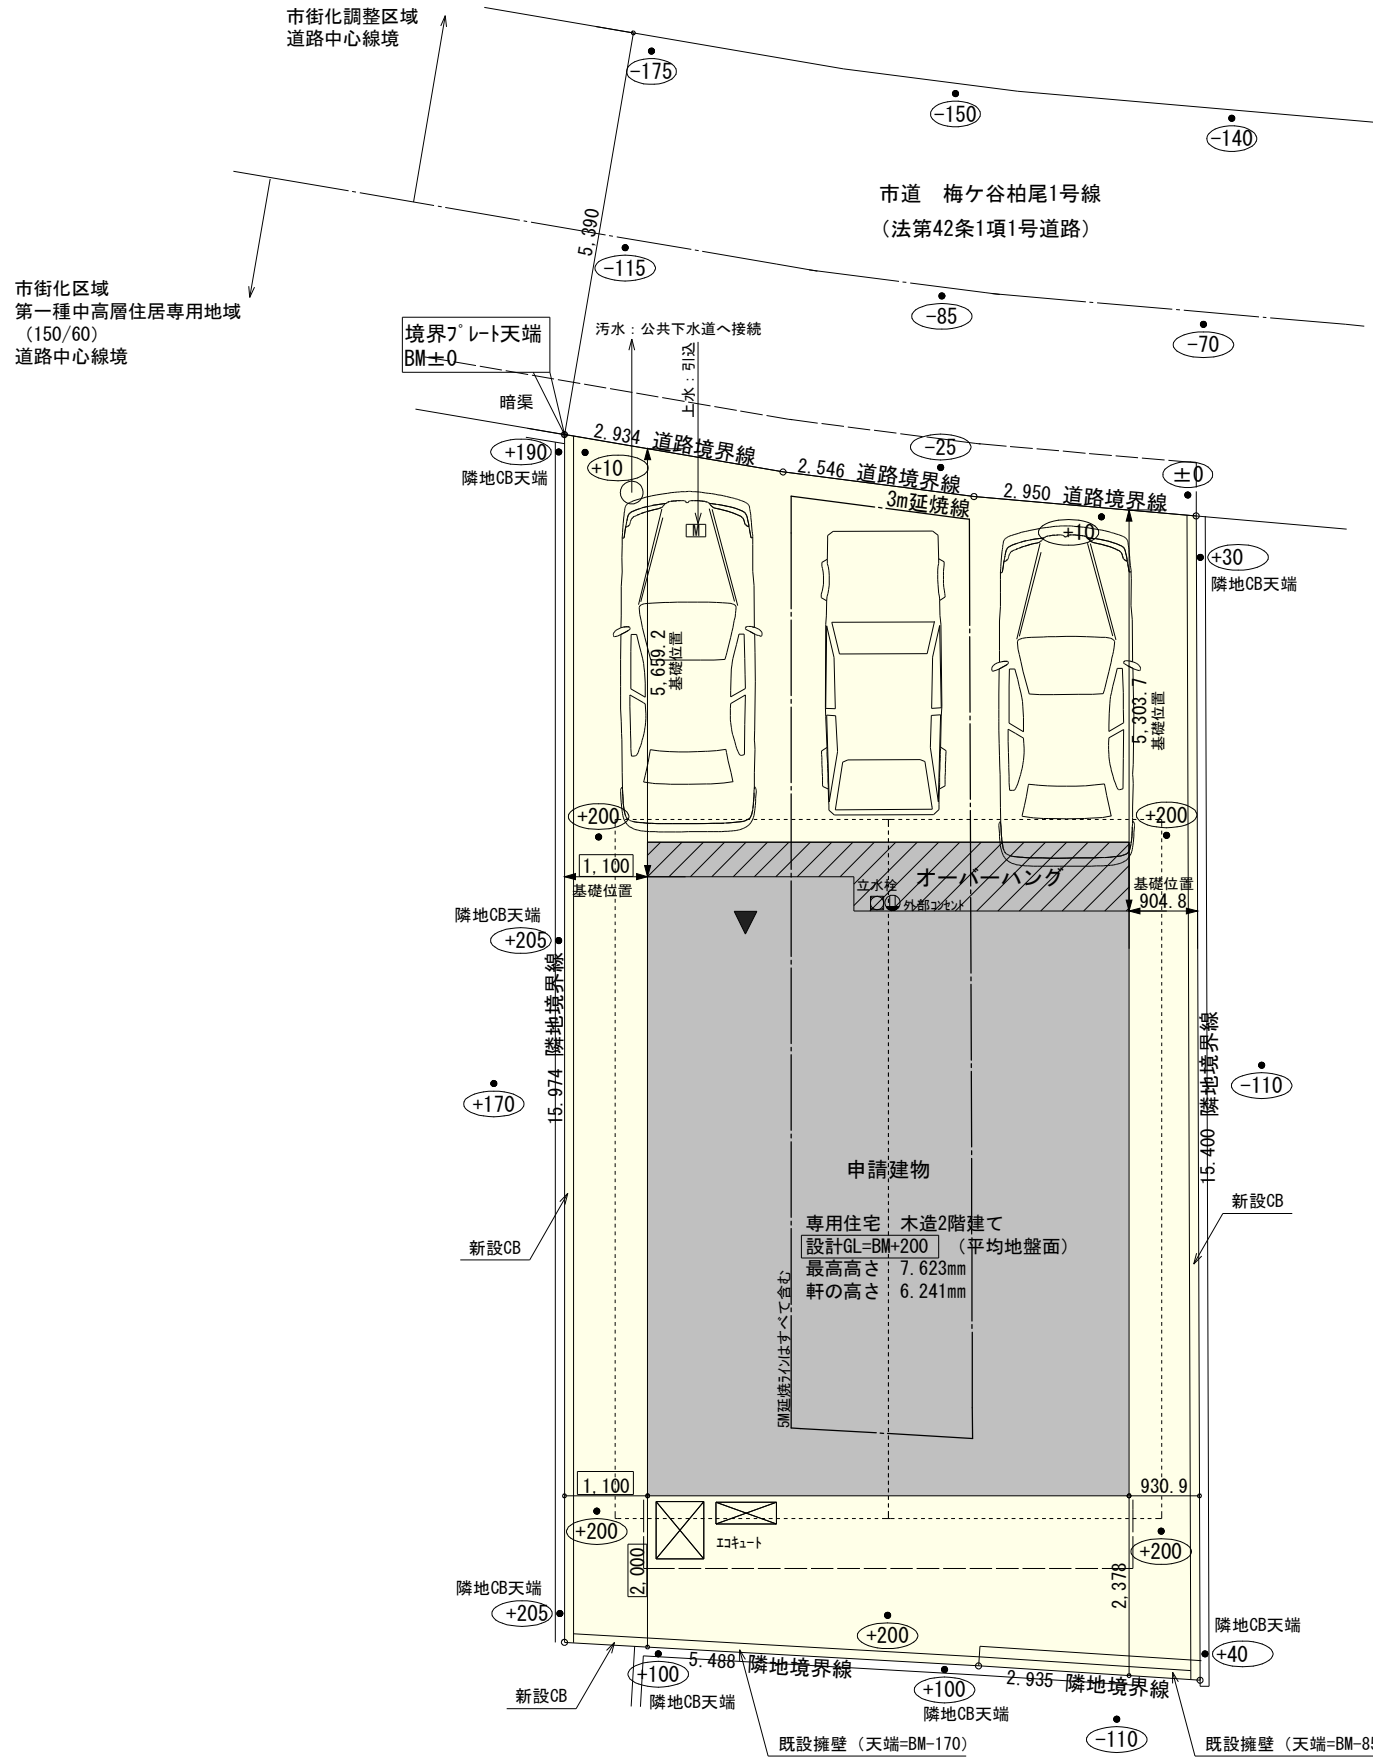 市街化調整区域
道路中心線境
-175
-150
-140
市道　梅ケ谷柏尾1号線
（法第42条1項1号道路）
5,390
-115
-85
-70
市街化区域
第一種中高層住居専用地域
（150/60）
道路中心線境
境界プレート天端
BM±0
汚水：公共下水道へ接続
上水：引込
暗渠
+190
隣地CB天端
+10
2.934 道路境界線
-25
2.546 道路境界線
±0
2.950 道路境界線
3m延焼線
+10
+30
隣地CB天端
M
5,659.2
基礎位置
5,303.7
基礎位置
+200
+200
1,100
基礎位置
立水栓
オーバーハング
外部コンセント
基礎位置
904.8
隣地CB天端
+205
15.974 隣地境界線
+170
-110
15.400 隣地境界線
申請建物
専用住宅　木造2階建て
設計GL=BM+200　（平均地盤面）
最高高さ　7.623mm
軒の高さ　6.241mm
5M延焼ラインはすべて含む
新設CB
新設CB
1,100
930.9
+200
エコキュート
+200
2,000
2,378
隣地CB天端
+205
+200
隣地CB天端
+40
+100
5.488 隣地境界線
隣地CB天端
+100
隣地CB天端
2.935 隣地境界線
新設CB
-110
既設擁壁（天端=BM-170）
既設擁壁（天端=BM-85